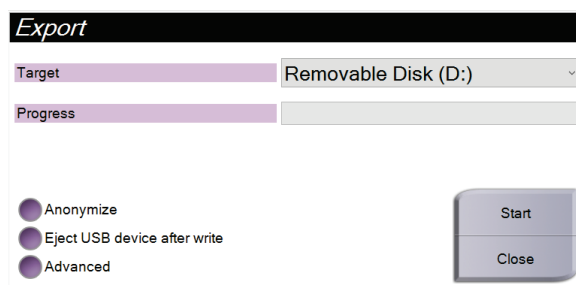 Export
Target
Removable Disk (D:)
Progress
Anonymize
Eject USB device after write
Advanced
Start
Close